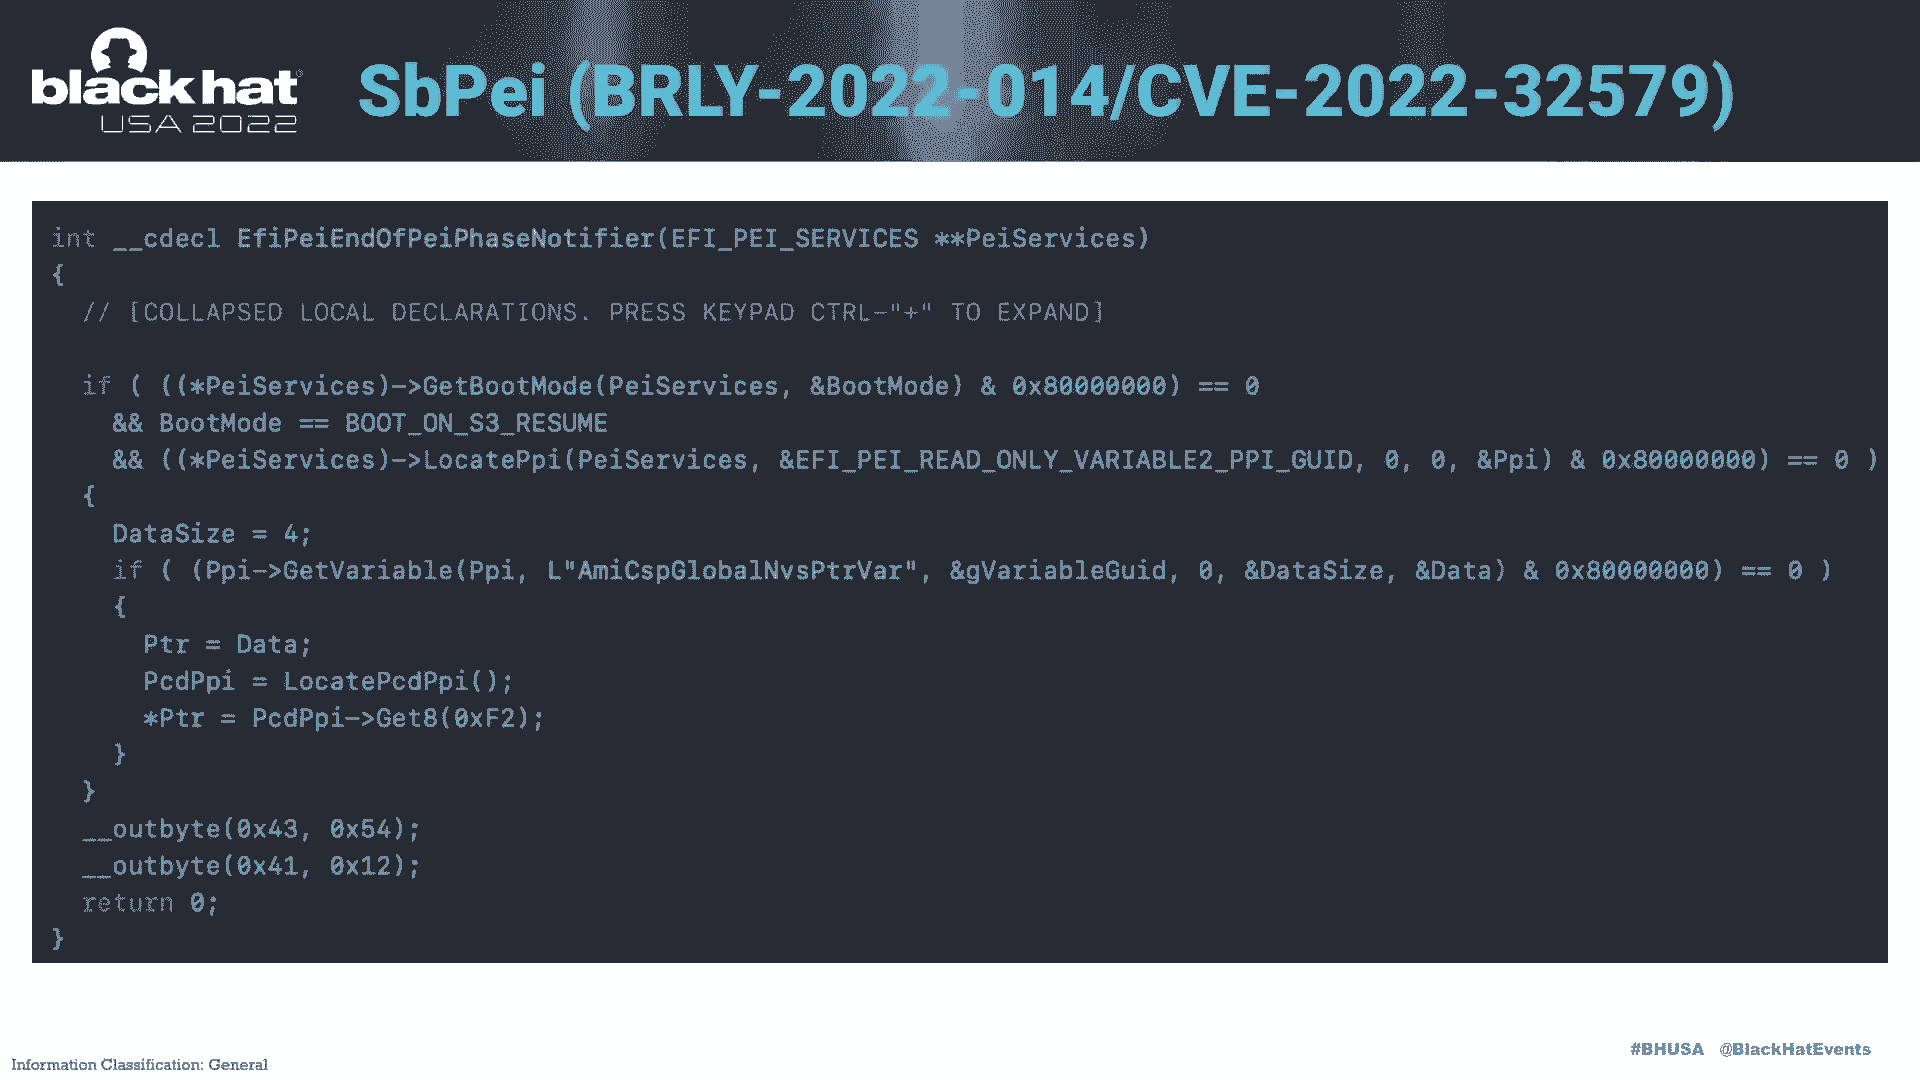 black hat®
USA 2022
SbPei (BRLY-2022-014/CVE-2022-32579)
int __cdecl EfiPeiEndOfPeiPhaseNotifier(EFI_PEI_SERVICES **PeiServices)
{
// [COLLAPSED LOCAL DECLARATIONS. PRESS KEYPAD CTRL-"+" TO EXPAND]
if ( ((*PeiServices)->GetBootMode(PeiServices, &BootMode) & 0x80000000) == 0
&& BootMode == BOOT_ON_S3_RESUME
&& ((*PeiServices)->LocatePpi(PeiServices, &EFI_PEI_READ_ONLY_VARIABLE2_PPI_GUID, 0, 0, &Ppi) & 0x80000000) == 0 )
{
DataSize = 4;
if ( (Ppi->GetVariable(Ppi, L"AmiCspGlobalNvsPtrVar", &gVariableGuid, 0, &DataSize, &Data) & 0x80000000) == 0 )
{
Ptr = Data;
PcdPpi = LocatePcdPpi();
*Ptr = PcdPpi->Get8(0xF2);
}
}
__outbyte(0x43, 0x54);
__outbyte(0x41, 0x12);
return 0;
}
#BHUSA @BlackHatEvents
Information Classification: General